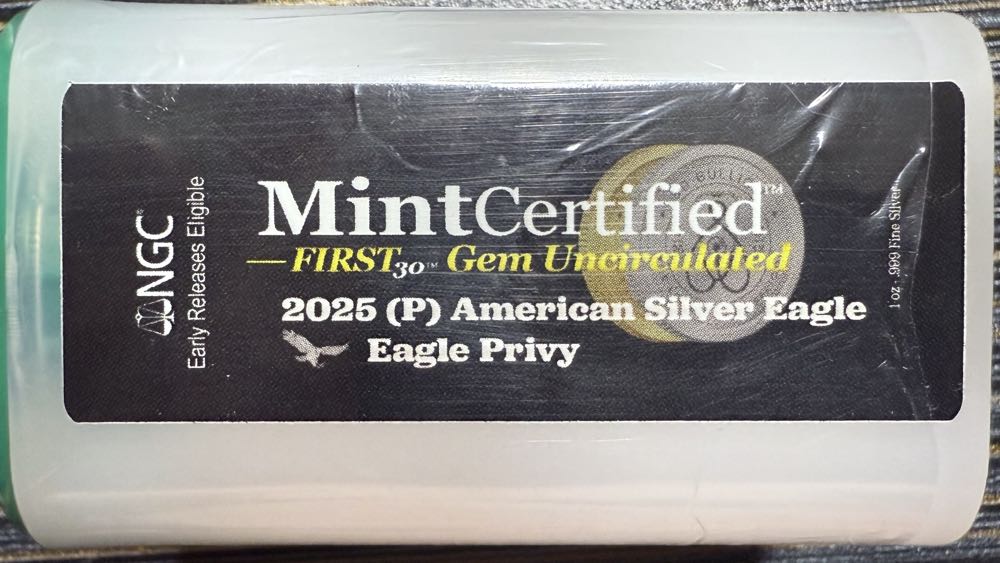 NGC
Early Releases Eligible
MintCertified™
—FIRST30™ Gem Uncirculated
2025 (P) American Silver Eagle
Eagle Privy
1 oz - .999 Fine Silver
BULLI